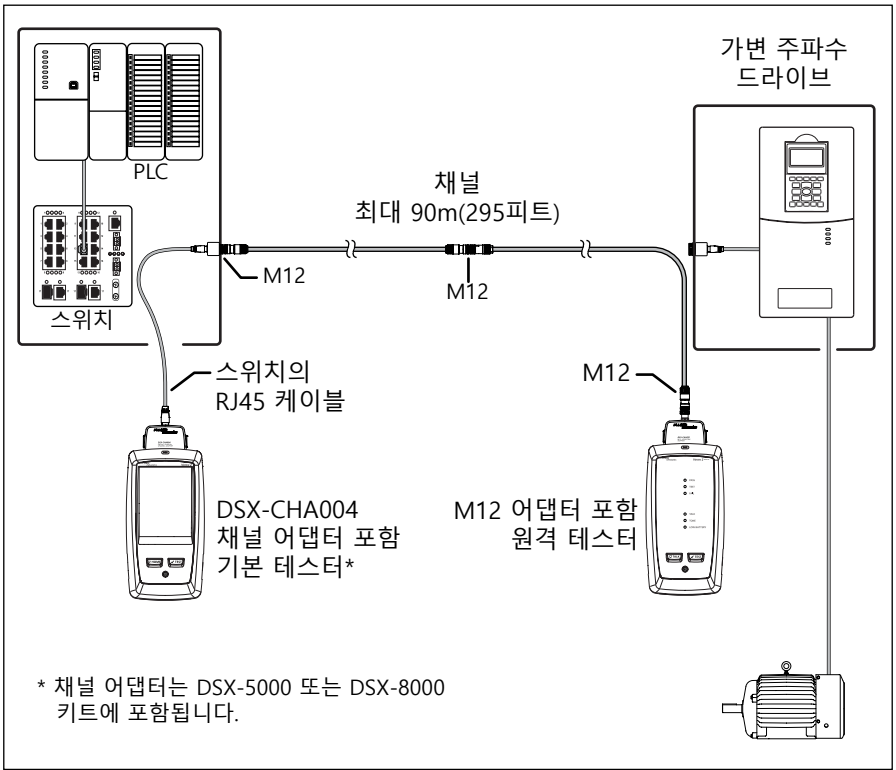 가변 주파수
드라이브
PLC
채널
최대 90m(295피트)
M12
M12
스위치
스위치의
RJ45 케이블
M12
DSX-CHA004
채널 어댑터 포함
기본 테스터*
M12 어댑터 포함
원격 테스터
* 채널 어댑터는 DSX-5000 또는 DSX-8000
키트에 포함됩니다.